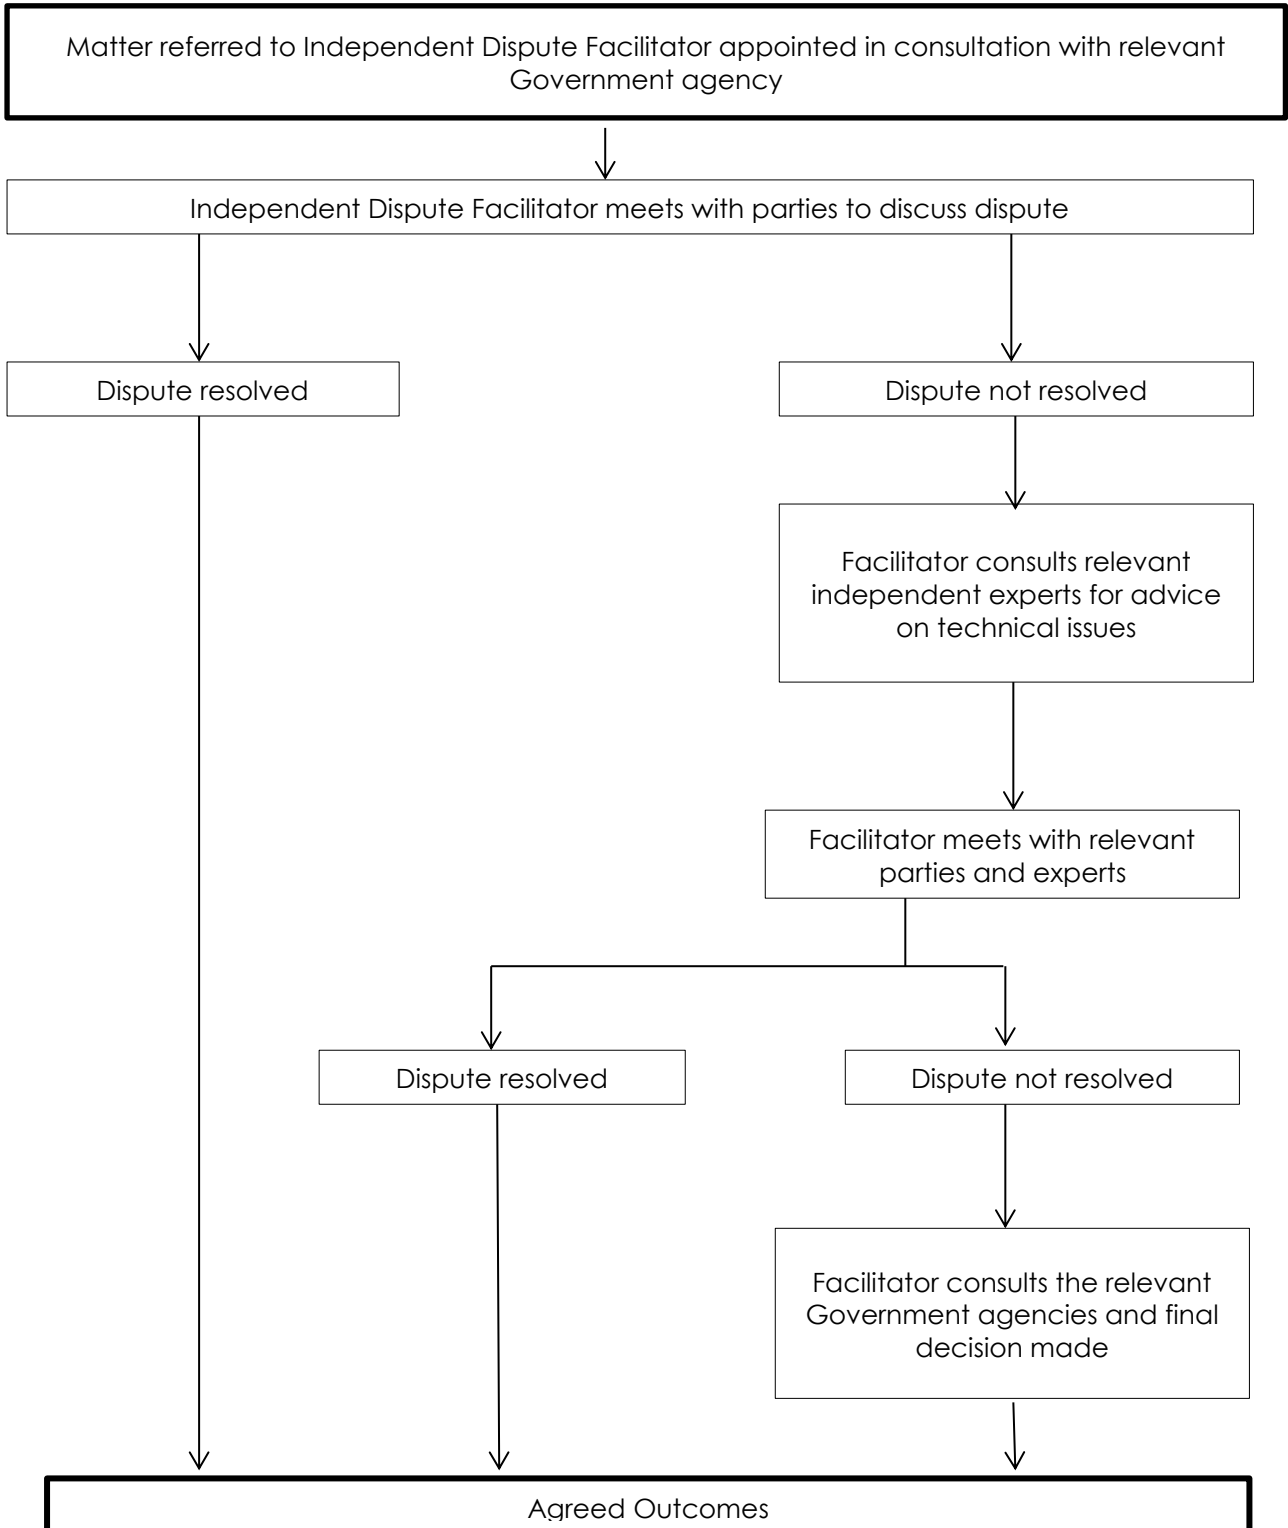 Matter referred to Independent Dispute Facilitator appointed in consultation with relevant
Government agency
Independent Dispute Facilitator meets with parties to discuss dispute
Dispute resolved
Dispute not resolved
Facilitator consults relevant
independent experts for advice
on technical issues
Facilitator meets with relevant
parties and experts
Dispute resolved
Dispute not resolved
Facilitator consults the relevant
Government agencies and final
decision made
Agreed Outcomes